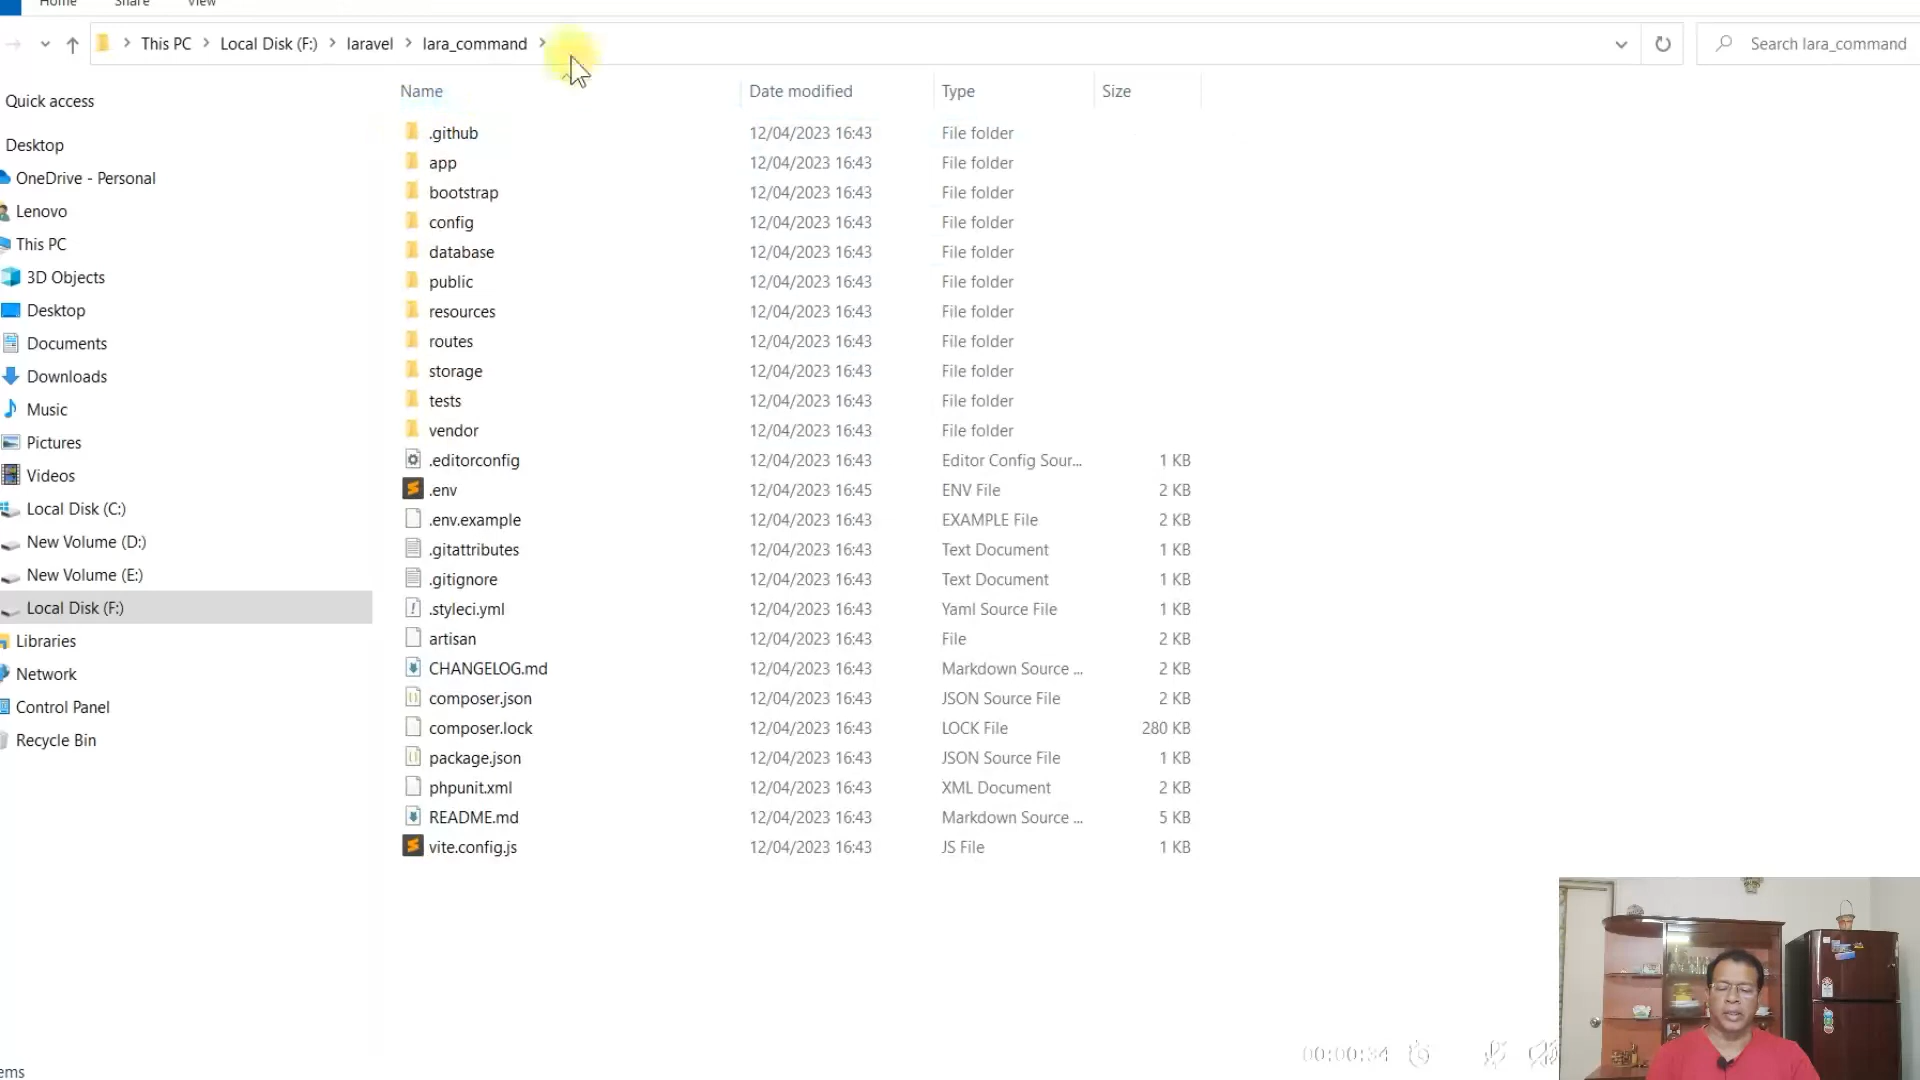 Home Share View
This PC Local Disk (F:) laravel lara_command Search lara_command
Name Date modified Type Size
Quick access
Desktop
OneDrive - Personal
Lenovo
This PC
3D Objects
Desktop
Documents
Downloads
Music
Pictures
Videos
Local Disk (C:)
New Volume (D:)
New Volume (E:)
Local Disk (F:)
Libraries
Network
Control Panel
Recycle Bin
.github 12/04/2023 16:43 File folder
app 12/04/2023 16:43 File folder
bootstrap 12/04/2023 16:43 File folder
config 12/04/2023 16:43 File folder
database 12/04/2023 16:43 File folder
public 12/04/2023 16:43 File folder
resources 12/04/2023 16:43 File folder
routes 12/04/2023 16:43 File folder
storage 12/04/2023 16:43 File folder
tests 12/04/2023 16:43 File folder
vendor 12/04/2023 16:43 File folder
.editorconfig 12/04/2023 16:43 Editor Config Sour... 1 KB
.env 12/04/2023 16:45 ENV File 2 KB
.env.example 12/04/2023 16:43 EXAMPLE File 2 KB
.gitattributes 12/04/2023 16:43 Text Document 1 KB
.gitignore 12/04/2023 16:43 Text Document 1 KB
.styleci.yml 12/04/2023 16:43 Yaml Source File 1 KB
artisan 12/04/2023 16:43 File 2 KB
CHANGELOG.md 12/04/2023 16:43 Markdown Source ... 2 KB
composer.json 12/04/2023 16:43 JSON Source File 2 KB
composer.lock 12/04/2023 16:43 LOCK File 280 KB
package.json 12/04/2023 16:43 JSON Source File 1 KB
phpunit.xml 12/04/2023 16:43 XML Document 2 KB
README.md 12/04/2023 16:43 Markdown Source ... 5 KB
vite.config.js 12/04/2023 16:43 JS File 1 KB
00:00:34
ems